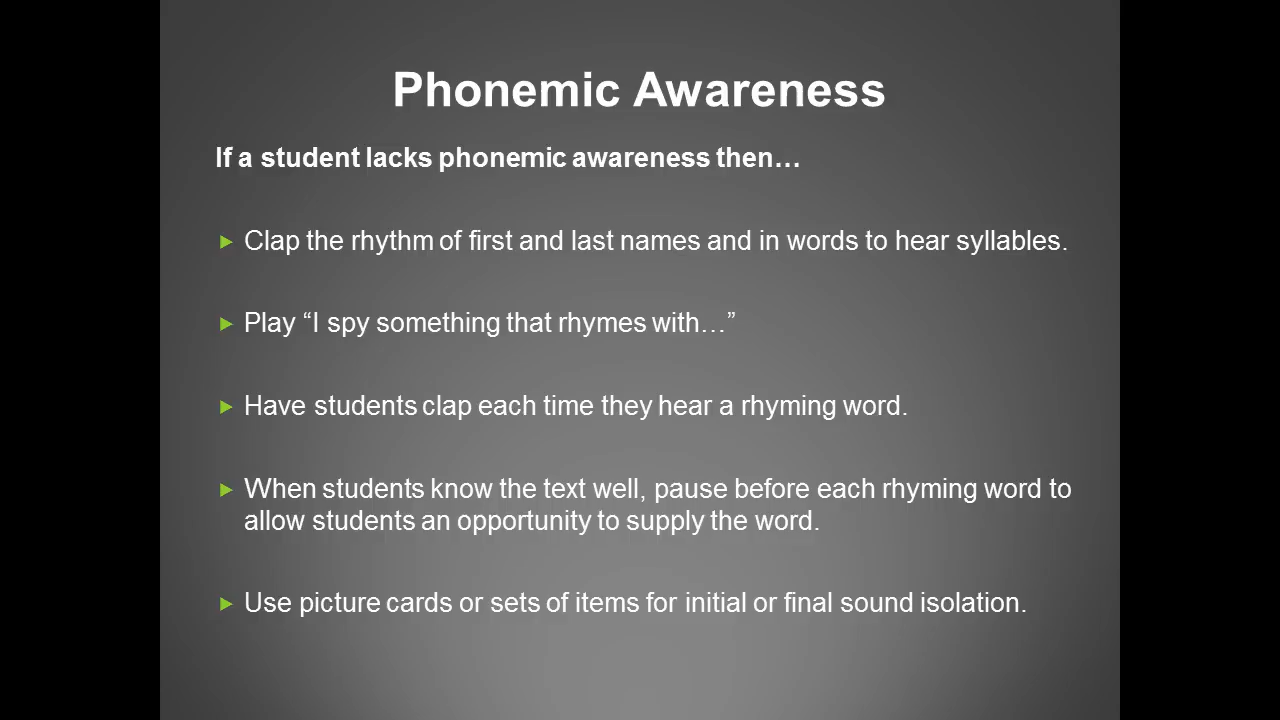 Phonemic Awareness
If a student lacks phonemic awareness then…
Clap the rhythm of first and last names and in words to hear syllables.
Play “I spy something that rhymes with…”
Have students clap each time they hear a rhyming word.
When students know the text well, pause before each rhyming word to
allow students an opportunity to supply the word.
Use picture cards or sets of items for initial or final sound isolation.